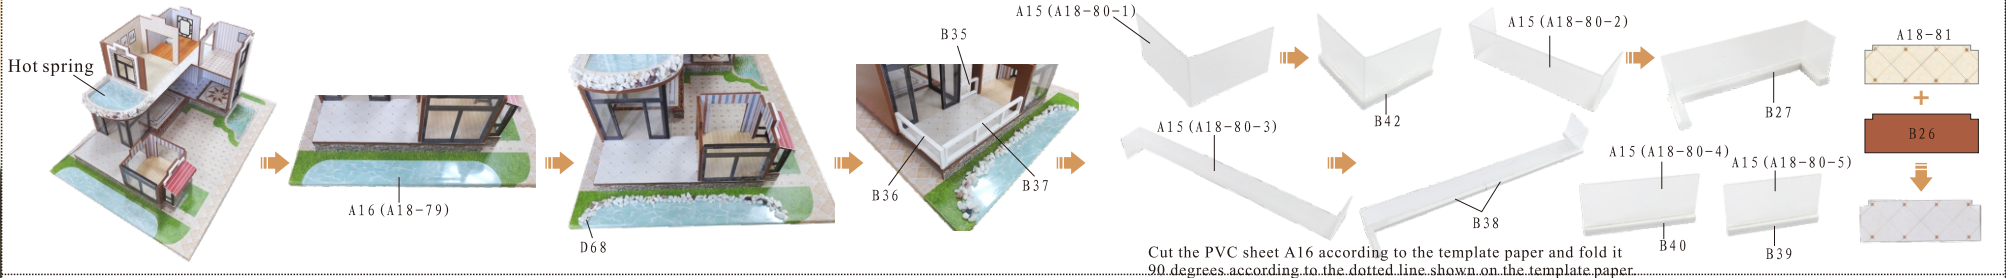 Hot spring
A16(A18-79)
D68
B35
B36
B37
A15(A18-80-1)
B42
A15(A18-80-2)
B27
A15(A18-80-3)
B38
A15(A18-80-4)
B40
A15(A18-80-5)
B39
A18-81
+
B26
Cut the PVC sheet A16 according to the template paper and fold it
90 degrees according to the dotted line shown on the template paper.